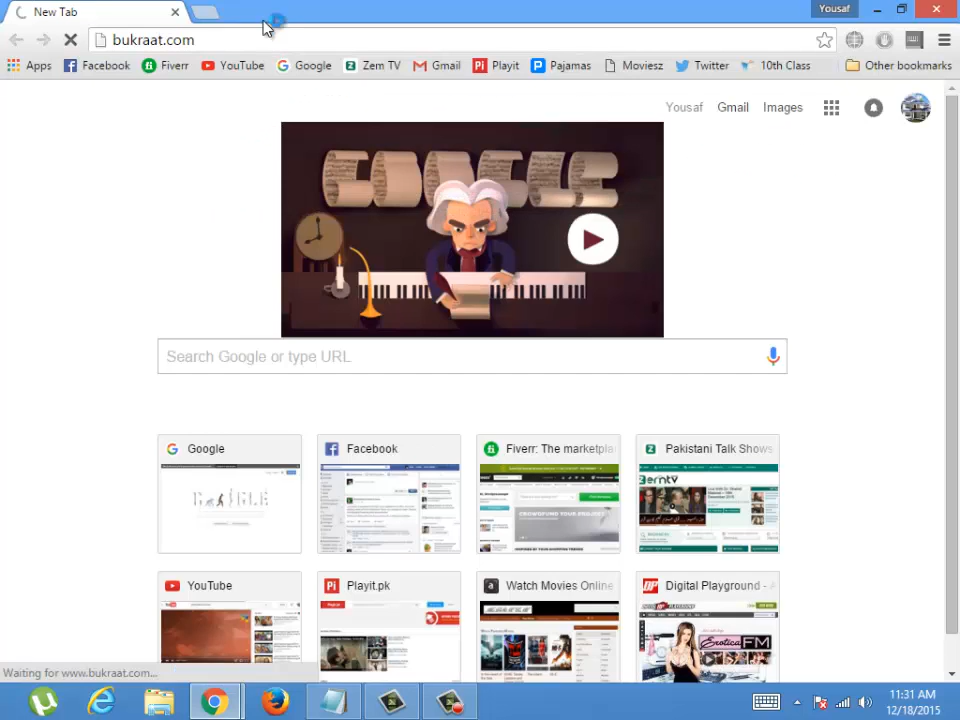 New Tab
Yousaf
bukraat.com
Apps Facebook Fiverr YouTube Google Zem TV Gmail Playit Pajamas Moviesz Twitter 10th Class Other bookmarks
Yousaf Gmail Images
GOOGLE
Search Google or type URL
Google Facebook Fiverr: The marketpla Pakistani Talk Shows
YouTube Playit.pk Watch Movies Online Digital Playground - A
EroticaFM
Waiting for www.bukraat.com...
11:31 AM
12/18/2015